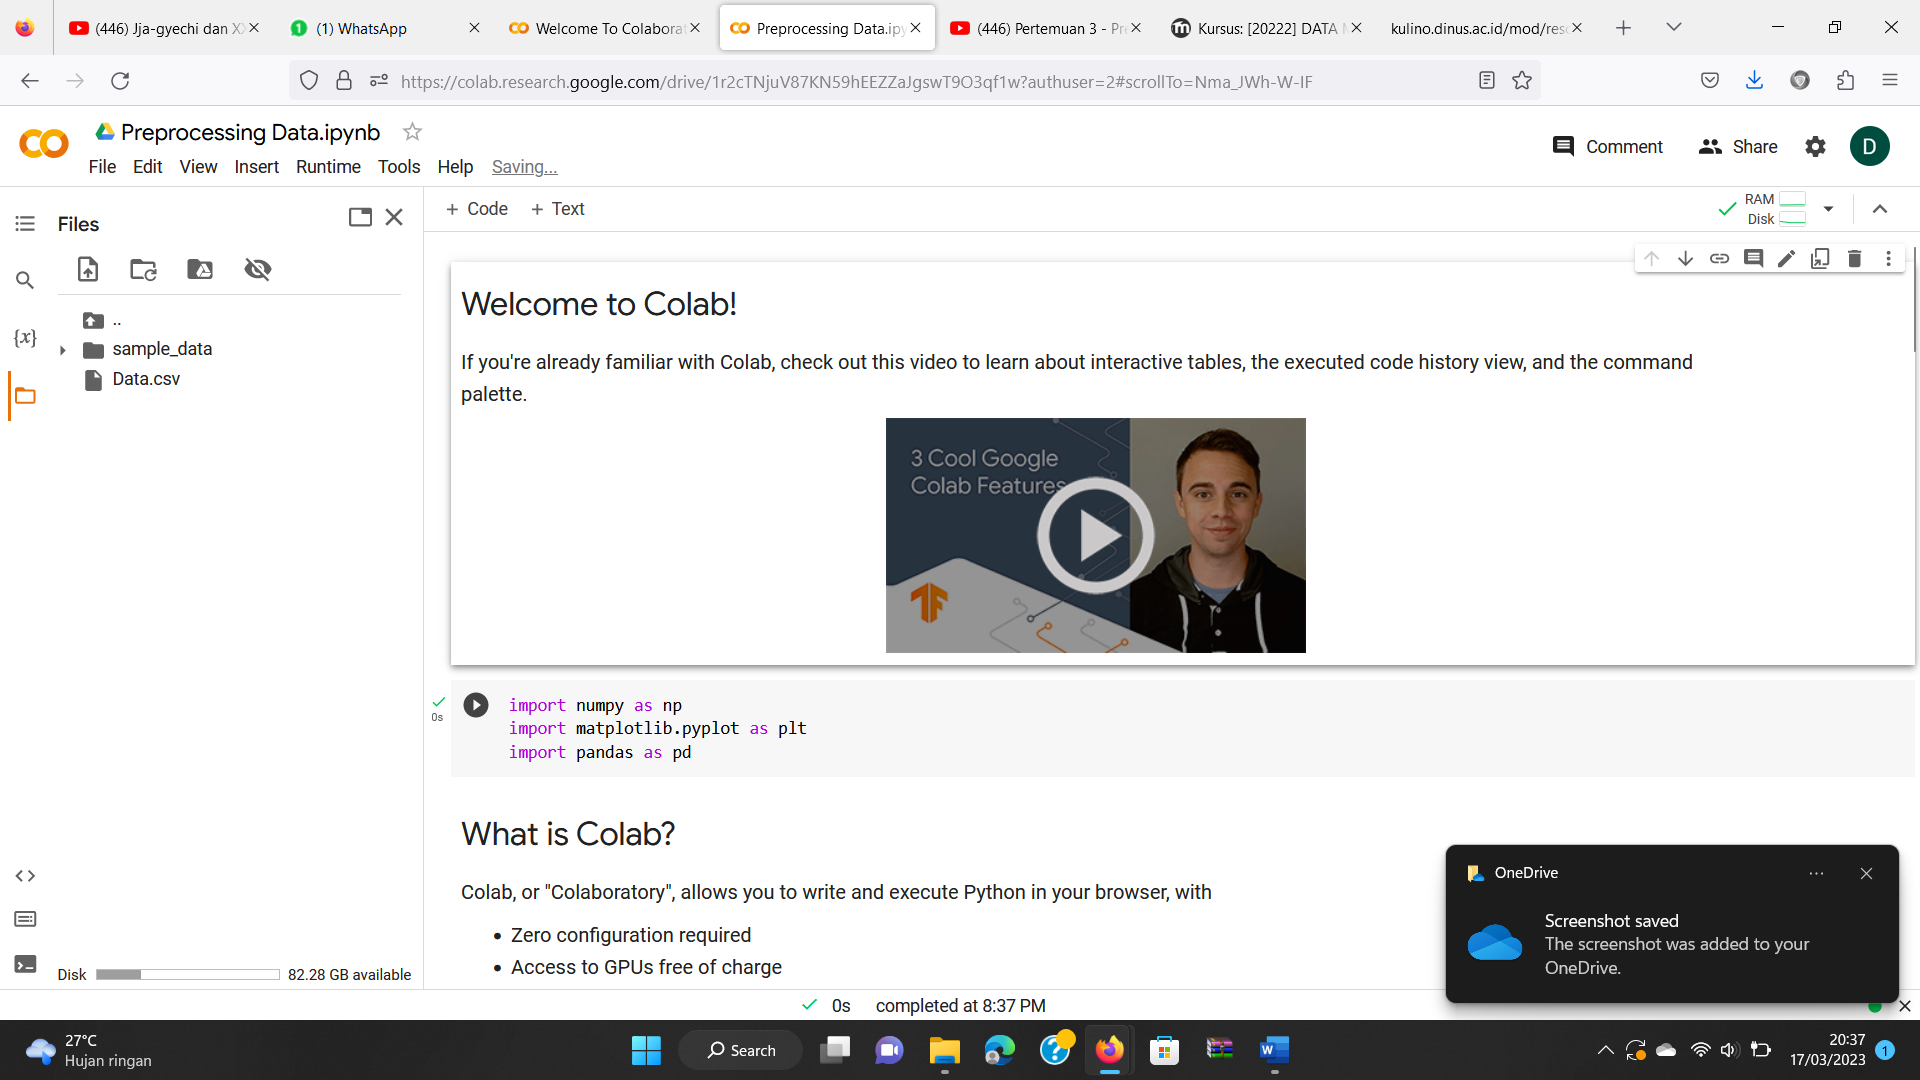 (446) Jja-gyechi dan X
(1) WhatsApp
Welcome To Colaborat
Preprocessing Data.ipy
(446) Pertemuan 3 - Pre
Kursus: [20222] DATA M
kulino.dinus.ac.id/mod/reso
https://colab.research.google.com/drive/1r2cTNjuV87KN59hEEZZaJgswT9O3qf1w?authuser=2#scrollTo=Nma_JWh-W-IF
Preprocessing Data.ipynb
Comment
Share
D
File Edit View Insert Runtime Tools Help Saving...
Files
+ Code + Text
RAM
Disk
..
sample_data
Data.csv
{x}
Welcome to Colab!
If you're already familiar with Colab, check out this video to learn about interactive tables, the executed code history view, and the command
palette.
3 Cool Google
Colab Features
0s
import numpy as np
import matplotlib.pyplot as plt
import pandas as pd
What is Colab?
Colab, or "Colaboratory", allows you to write and execute Python in your browser, with
• Zero configuration required
• Access to GPUs free of charge
Disk 82.28 GB available
OneDrive
Screenshot saved
The screenshot was added to your
OneDrive.
0s completed at 8:37 PM
27°C
Hujan ringan
Search
20:37
17/03/2023
1